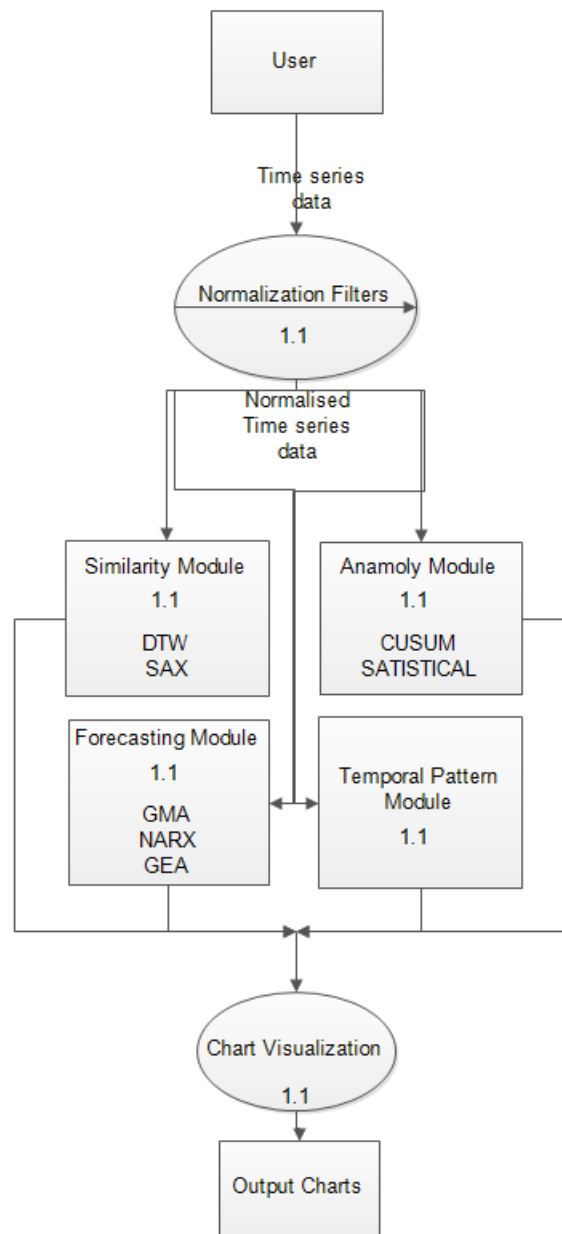 User
Time series
data
Normalization Filters
1.1
Normalised
Time series
data
Similarity Module
1.1
DTW
SAX
Anamoly Module
1.1
CUSUM
SATISTICAL
Forecasting Module
1.1
GMA
NARX
GEA
Temporal Pattern
Module
1.1
Chart Visualization
1.1
Output Charts